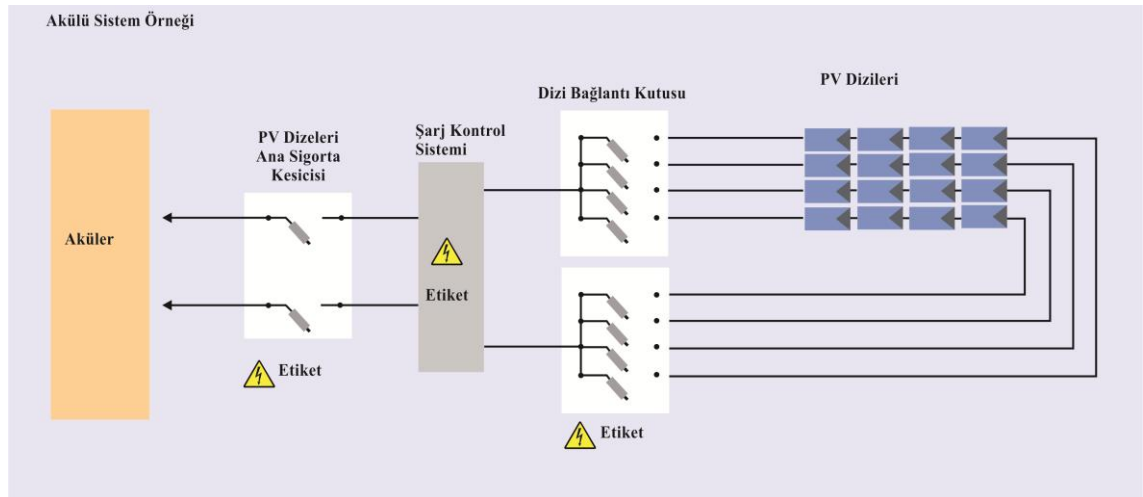 Akülü Sistem Örneği
PV Dizileri
Dizi Bağlantı Kutusu
Şarj Kontrol
Sistemi
PV Dizeleri
Ana Sigorta
Kesicisi
Aküler
Etiket
Etiket
Etiket